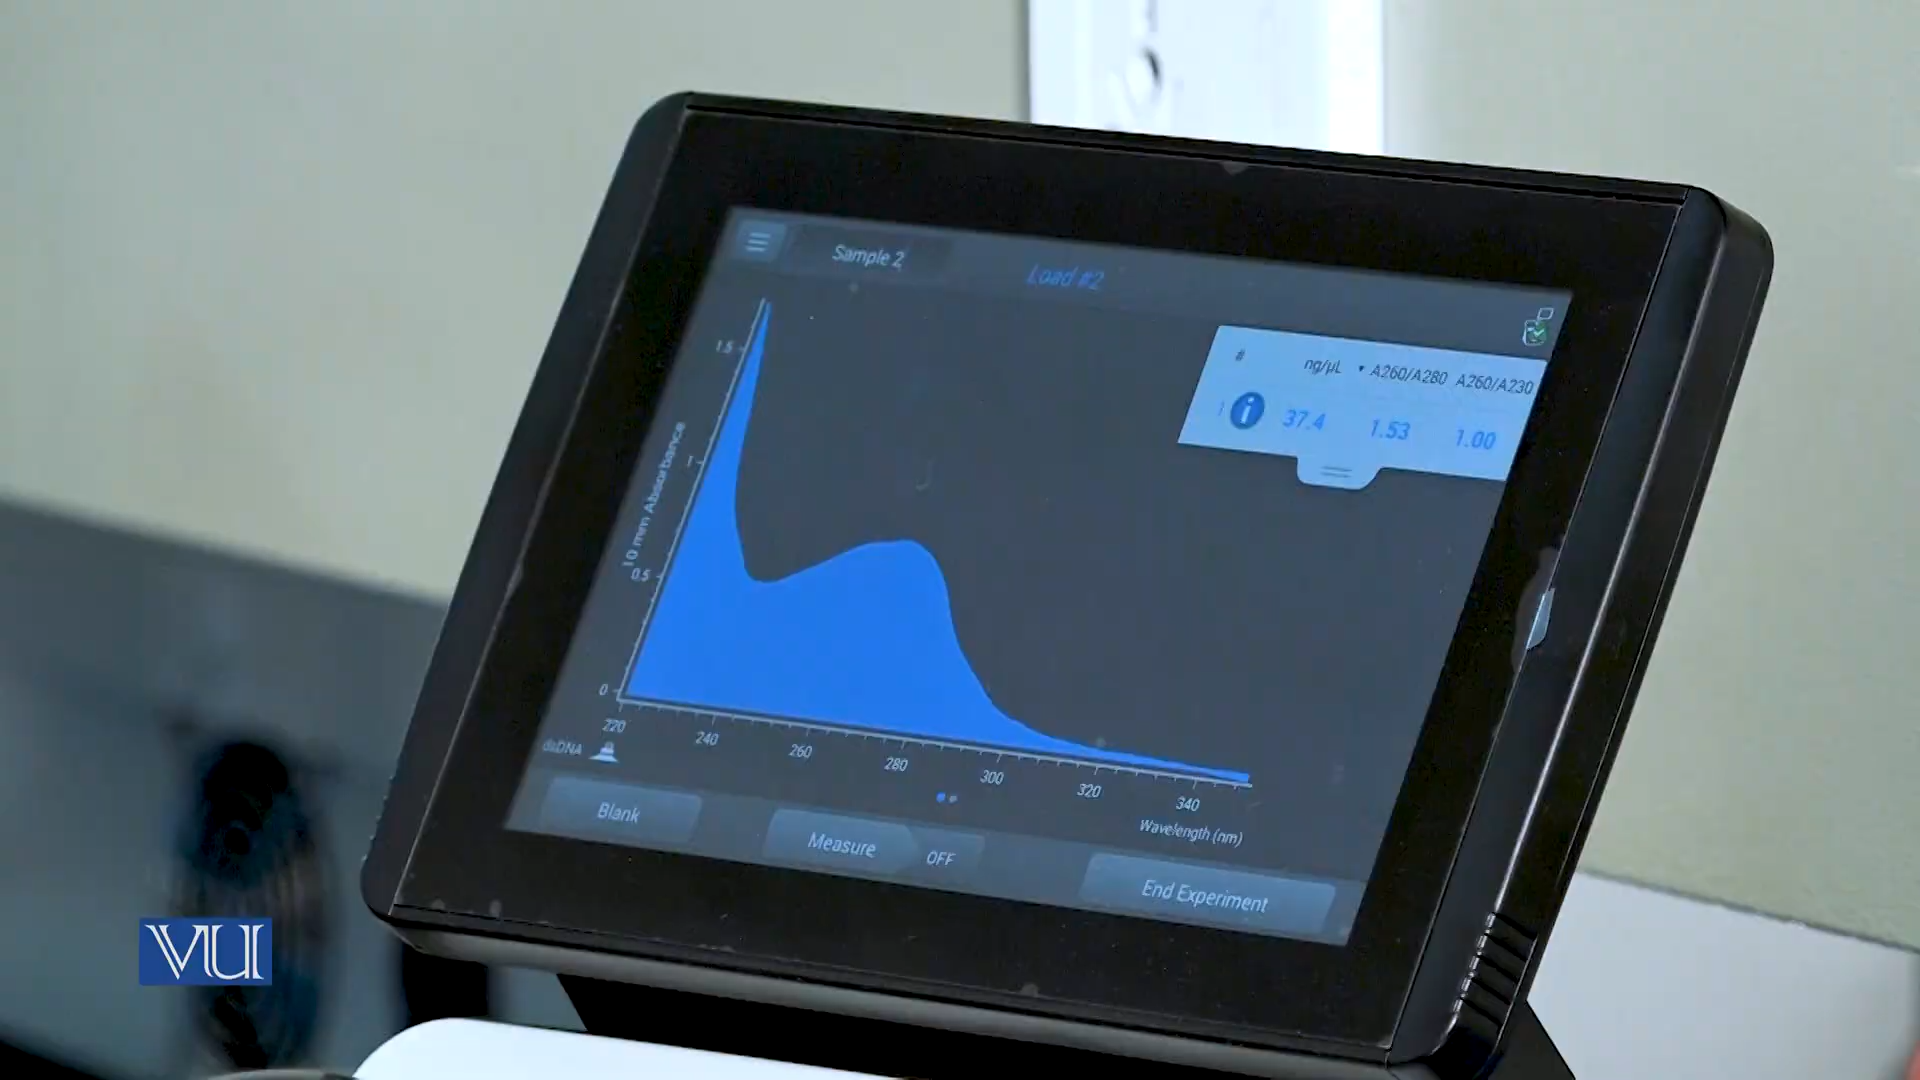 Sample 2
Load #2
# ng/µL ▾ A260/A280 A260/A230
1 37.4 1.53 1.00
10 mm Absorbance
1.5
1
0.5
0
220 240 260 280 300 320 340
Wavelength (nm)
dsDNA
Blank
Measure OFF
End Experiment
VU